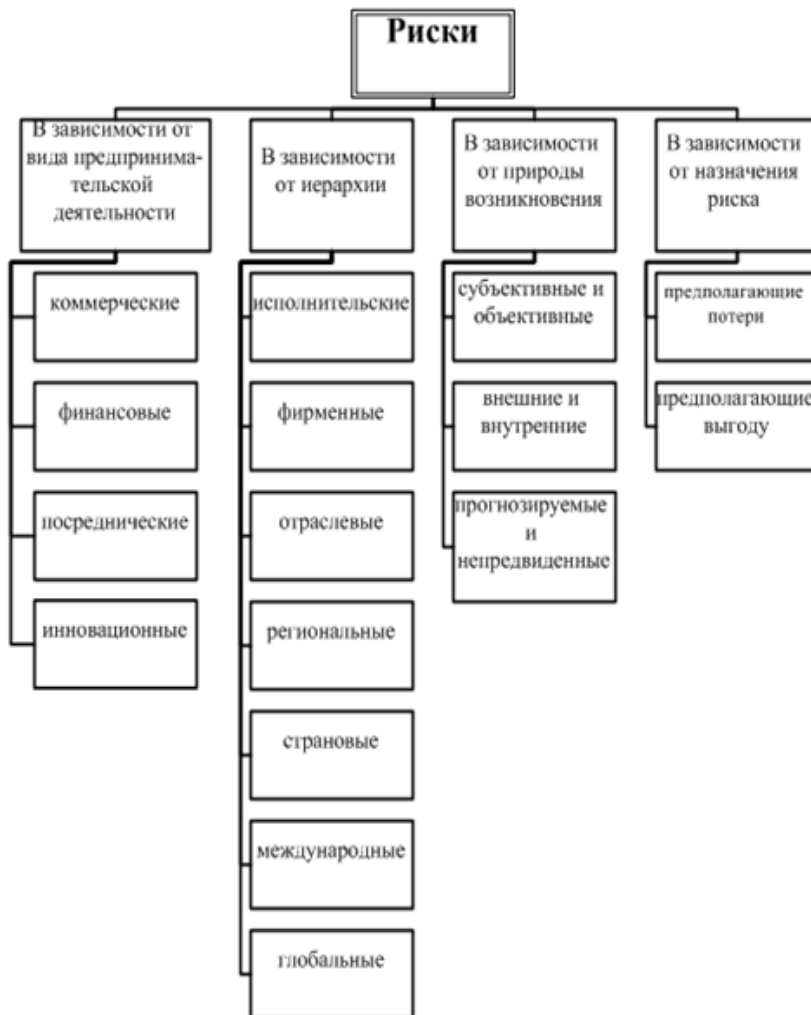 Риски
В зависимости от
вида предпринима-
тельской
деятельности
коммерческие
финансовые
посреднические
инновационные
В зависимости
от иерархии
исполнительские
фирменные
отраслевые
региональные
страновые
международные
глобальные
В зависимости
от природы
возникновения
субъективные и
объективные
внешние и
внутренние
прогнозируемые
и
непредвиденные
В зависимости
от назначения
риска
предполагающие
потери
предполагающие
выгоду